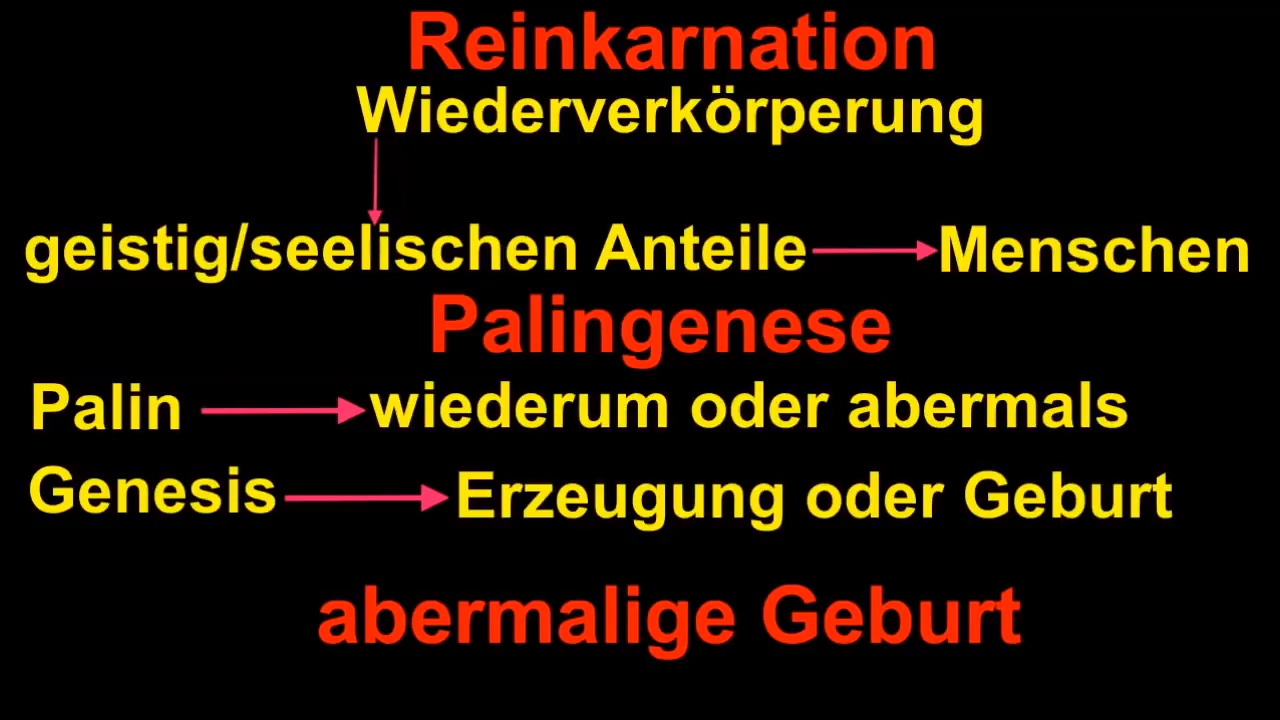 Reinkarnation
Wiederverkörperung
geistig/seelischen Anteile Menschen
Palingenese
Palin wiederum oder abermals
Genesis Erzeugung oder Geburt
abermalige Geburt